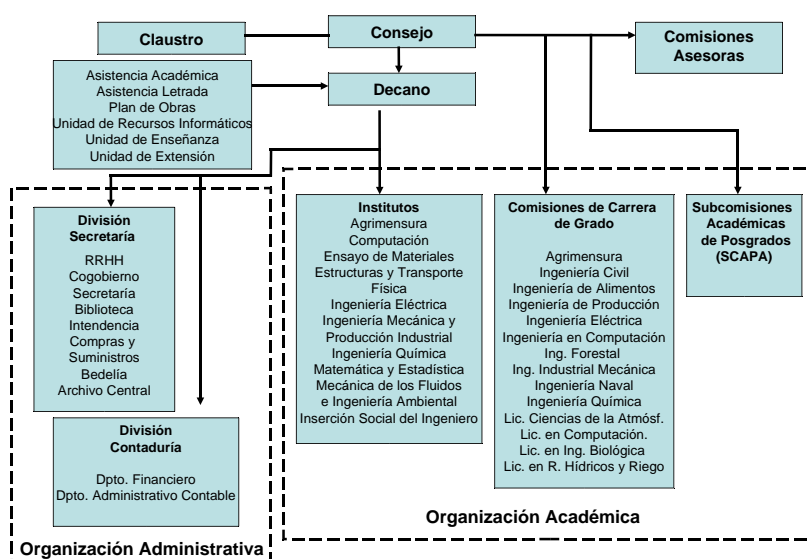 Claustro
Consejo
Comisiones
Asesoras
Asistencia Académica
Asistencia Letrada
Plan de Obras
Unidad de Recursos Informáticos
Unidad de Enseñanza
Unidad de Extensión
Decano
División
Secretaría
RRHH
Cogobierno
Secretaría
Biblioteca
Intendencia
Compras y
Suministros
Bedelía
Archivo Central
División
Contaduría
Dpto. Financiero
Dpto. Administrativo Contable
Organización Administrativa
Institutos
Agrimensura
Computación
Ensayo de Materiales
Estructuras y Transporte
Física
Ingeniería Eléctrica
Ingeniería Mecánica y
Producción Industrial
Ingeniería Química
Matemática y Estadística
Mecánica de los Fluidos
e Ingeniería Ambiental
Inserción Social del Ingeniero
Comisiones de Carrera
de Grado
Agrimensura
Ingeniería Civil
Ingeniería de Alimentos
Ingeniería de Producción
Ingeniería Eléctrica
Ingeniería en Computación
Ing. Forestal
Ing. Industrial Mecánica
Ingeniería Naval
Ingeniería Química
Lic. Ciencias de la Atmósf.
Lic. en Computación.
Lic. en Ing. Biológica
Lic. en R. Hídricos y Riego
Subcomisiones
Académicas
de Posgrados
(SCAPA)
Organización Académica